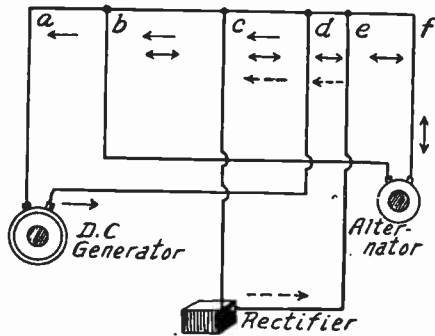 a b c d e f
D.C
Generator
Alter-
nator
Rectifier